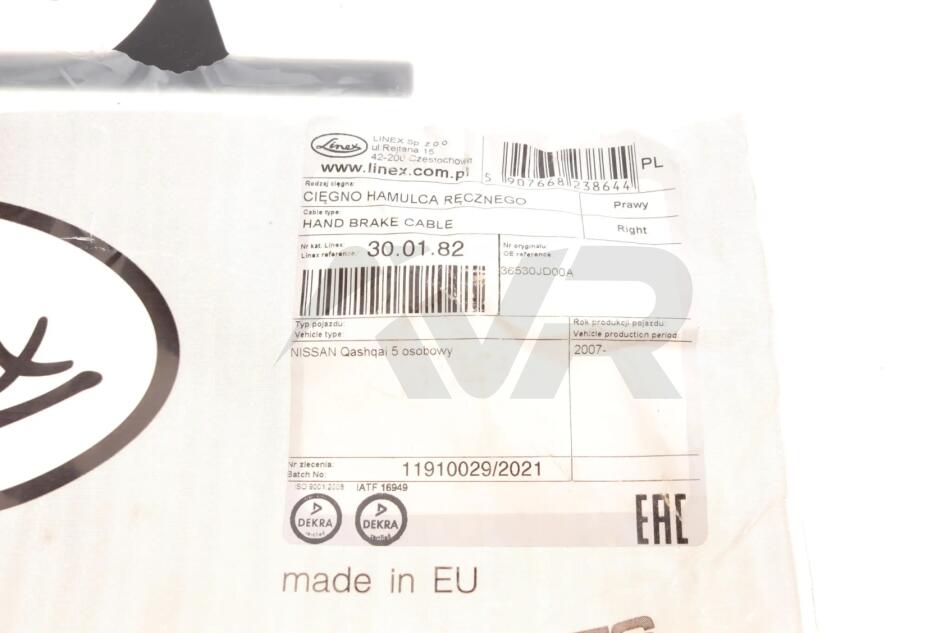 Linex
LINEX Sp. z o.o
ul.Rejtana 16
42-200 Częstochowa
www.linex.com.pl
5 907668 238644
PL
Rodzaj cięgna:
CIĘGNO HAMULCA RĘCZNEGO
Prawy
Cable type:
HAND BRAKE CABLE
Right
Nr kat. Linex:
Linex reference:
30.01.82
Nr oryginału:
OE reference
36530JD00A
VR
Typ pojazdu:
Vehicle type:
Rok produkcji pojazdu:
Vehicle production period:
NISSAN Qashqai 5 osobowy
2007-
Nr zlecenia:
Batch No:
11910029/2021
ISO 9001:2008
IATF 16949
DEKRA
DEKRA
EAC
made in EU